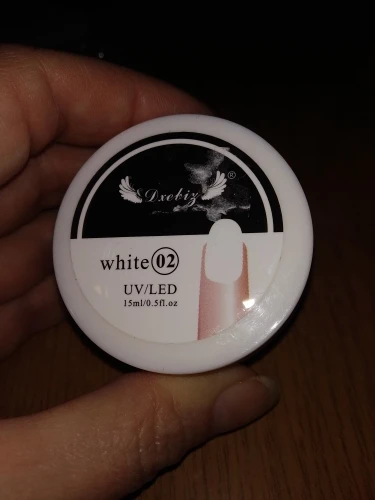 Dxebiz ®
white 02
UV/LED
15ml/0.5fl.oz